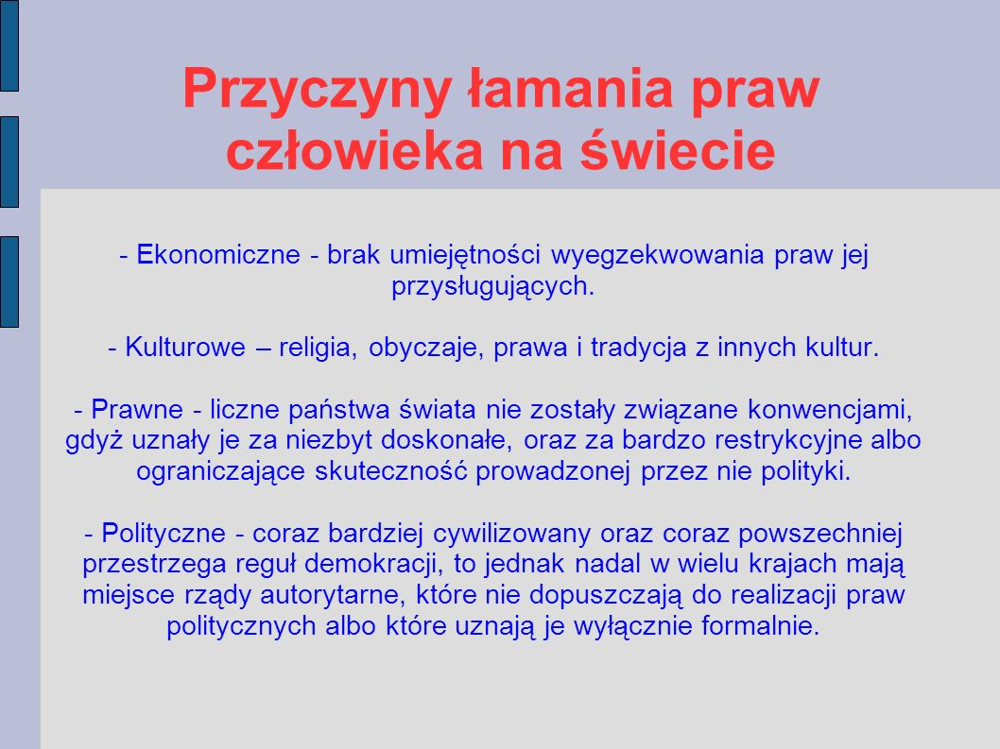 Przyczyny łamania praw
człowieka na świecie
- Ekonomiczne - brak umiejętności wyegzekwowania praw jej
przysługujących.
- Kulturowe – religia, obyczaje, prawa i tradycja z innych kultur.
- Prawne - liczne państwa świata nie zostały związane konwencjami,
gdyż uznały je za niezbyt doskonałe, oraz za bardzo restrykcyjne albo
ograniczające skuteczność prowadzonej przez nie polityki.
- Polityczne - coraz bardziej cywilizowany oraz coraz powszechniej
przestrzega reguł demokracji, to jednak nadal w wielu krajach mają
miejsce rządy autorytarne, które nie dopuszczają do realizacji praw
politycznych albo które uznają je wyłącznie formalnie.